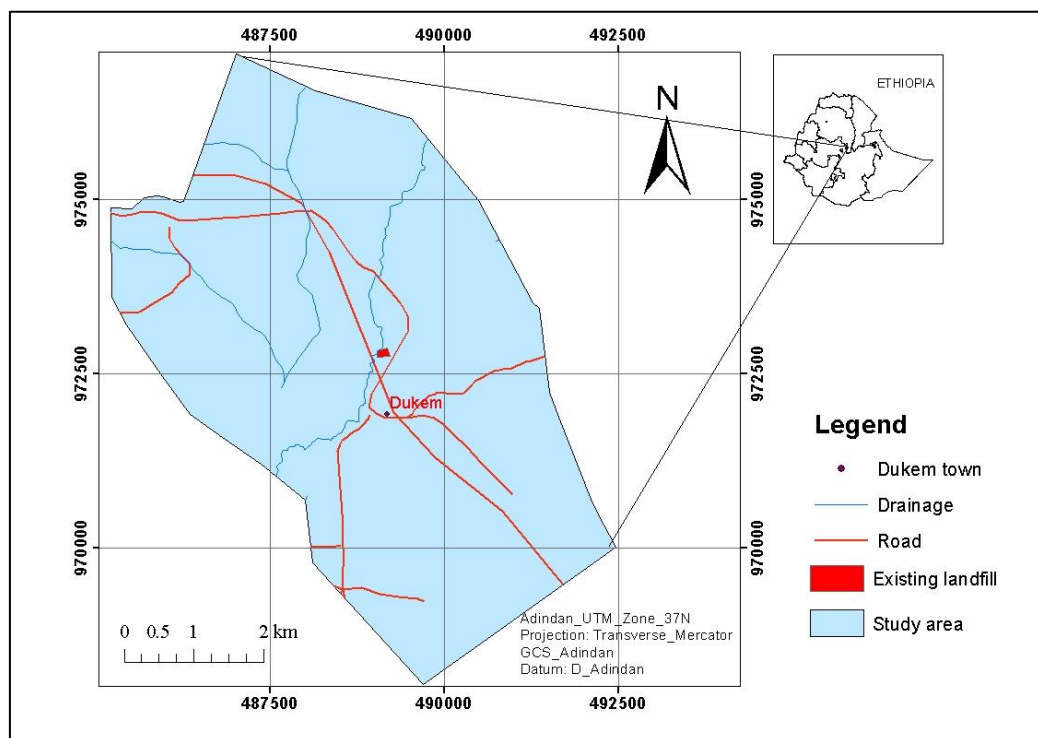 487500 490000 492500
ETHIOPIA
N
975000 975000
972500 972500
Dukem
Legend
Dukem town
Drainage
Road
Existing landfill
Study area
970000 970000
0 0.5 1 2 km
Adindan_UTM_Zone_37N
Projection: Transverse_Mercator
GCS_Adindan
Datum: D_Adindan
487500 490000 492500